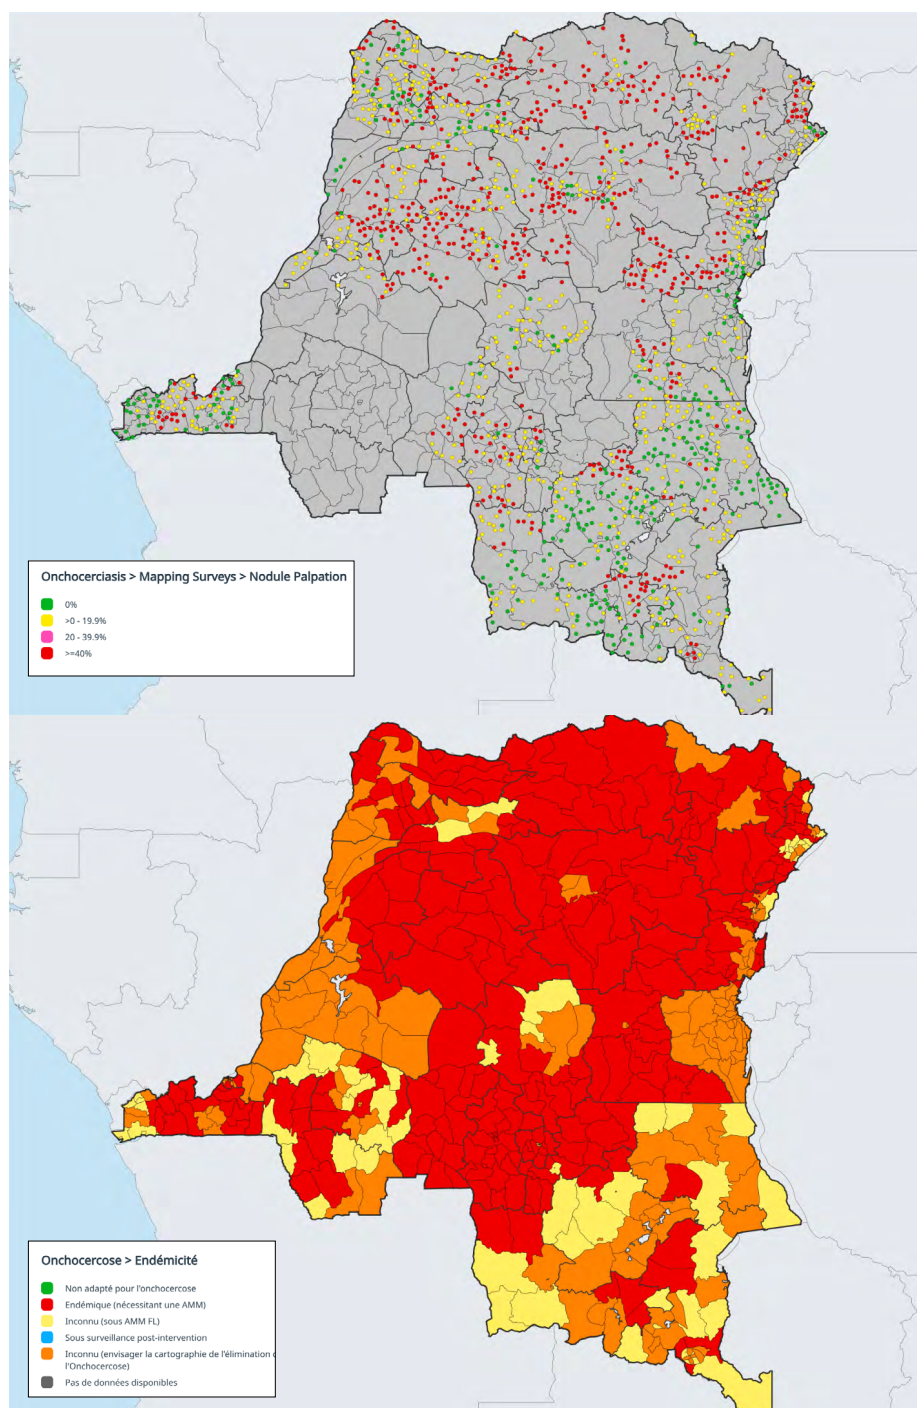 Onchocerciasis > Mapping Surveys > Nodule Palpation
0%
>0 - 19.9%
20 - 39.9%
>=40%
Onchocercose > Endémicité
Non adapté pour l'onchocercose
Endémique (nécessitant une AMM)
Inconnu (sous AMM FL)
Sous surveillance post-intervention
Inconnu (envisager la cartographie de l'élimination
l'Onchocercose)
Pas de données disponibles